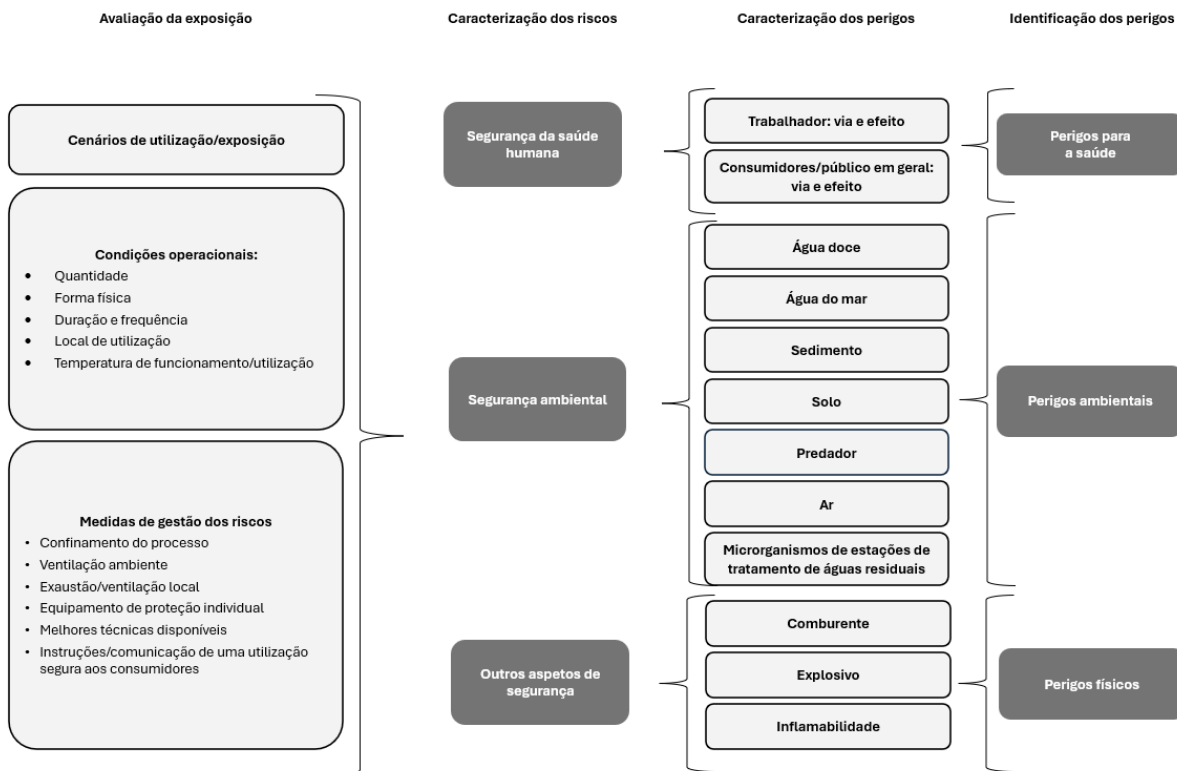 Avaliação da exposição
Caracterização dos riscos
Caracterização dos perigos
Identificação dos perigos
Cenários de utilização/exposição
Condições operacionais:
• Quantidade
• Forma física
• Duração e frequência
• Local de utilização
• Temperatura de funcionamento/utilização
Medidas de gestão dos riscos
• Confinamento do processo
• Ventilação ambiente
• Exaustão/ventilação local
• Equipamento de proteção individual
• Melhores técnicas disponíveis
• Instruções/comunicação de uma utilização
segura aos consumidores
Segurança da saúde
humana
Segurança ambiental
Outros aspetos de
segurança
Trabalhador: via e efeito
Consumidores/público em geral:
via e efeito
Água doce
Água do mar
Sedimento
Solo
Predador
Ar
Microrganismos de estações de
tratamento de águas residuais
Comburente
Explosivo
Inflamabilidade
Perigos para
a saúde
Perigos ambientais
Perigos físicos